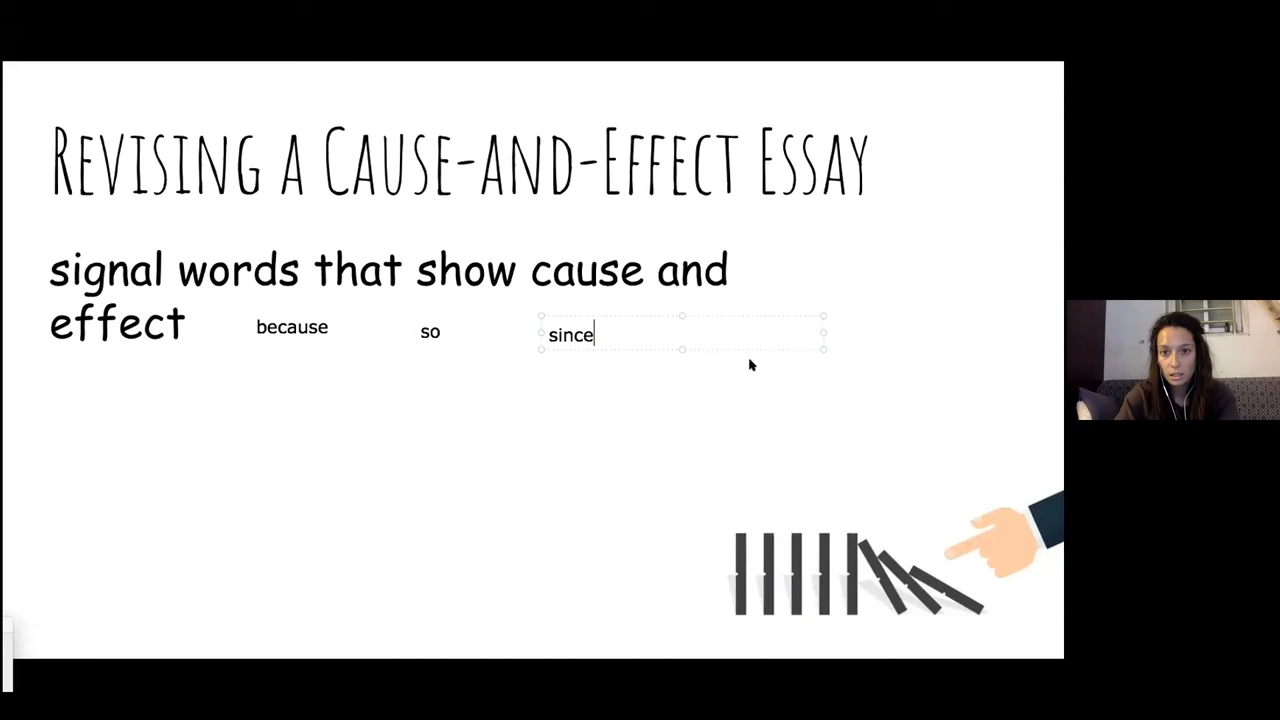 REVISING A CAUSE-AND-EFFECT ESSAY
signal words that show cause and
effect because so since